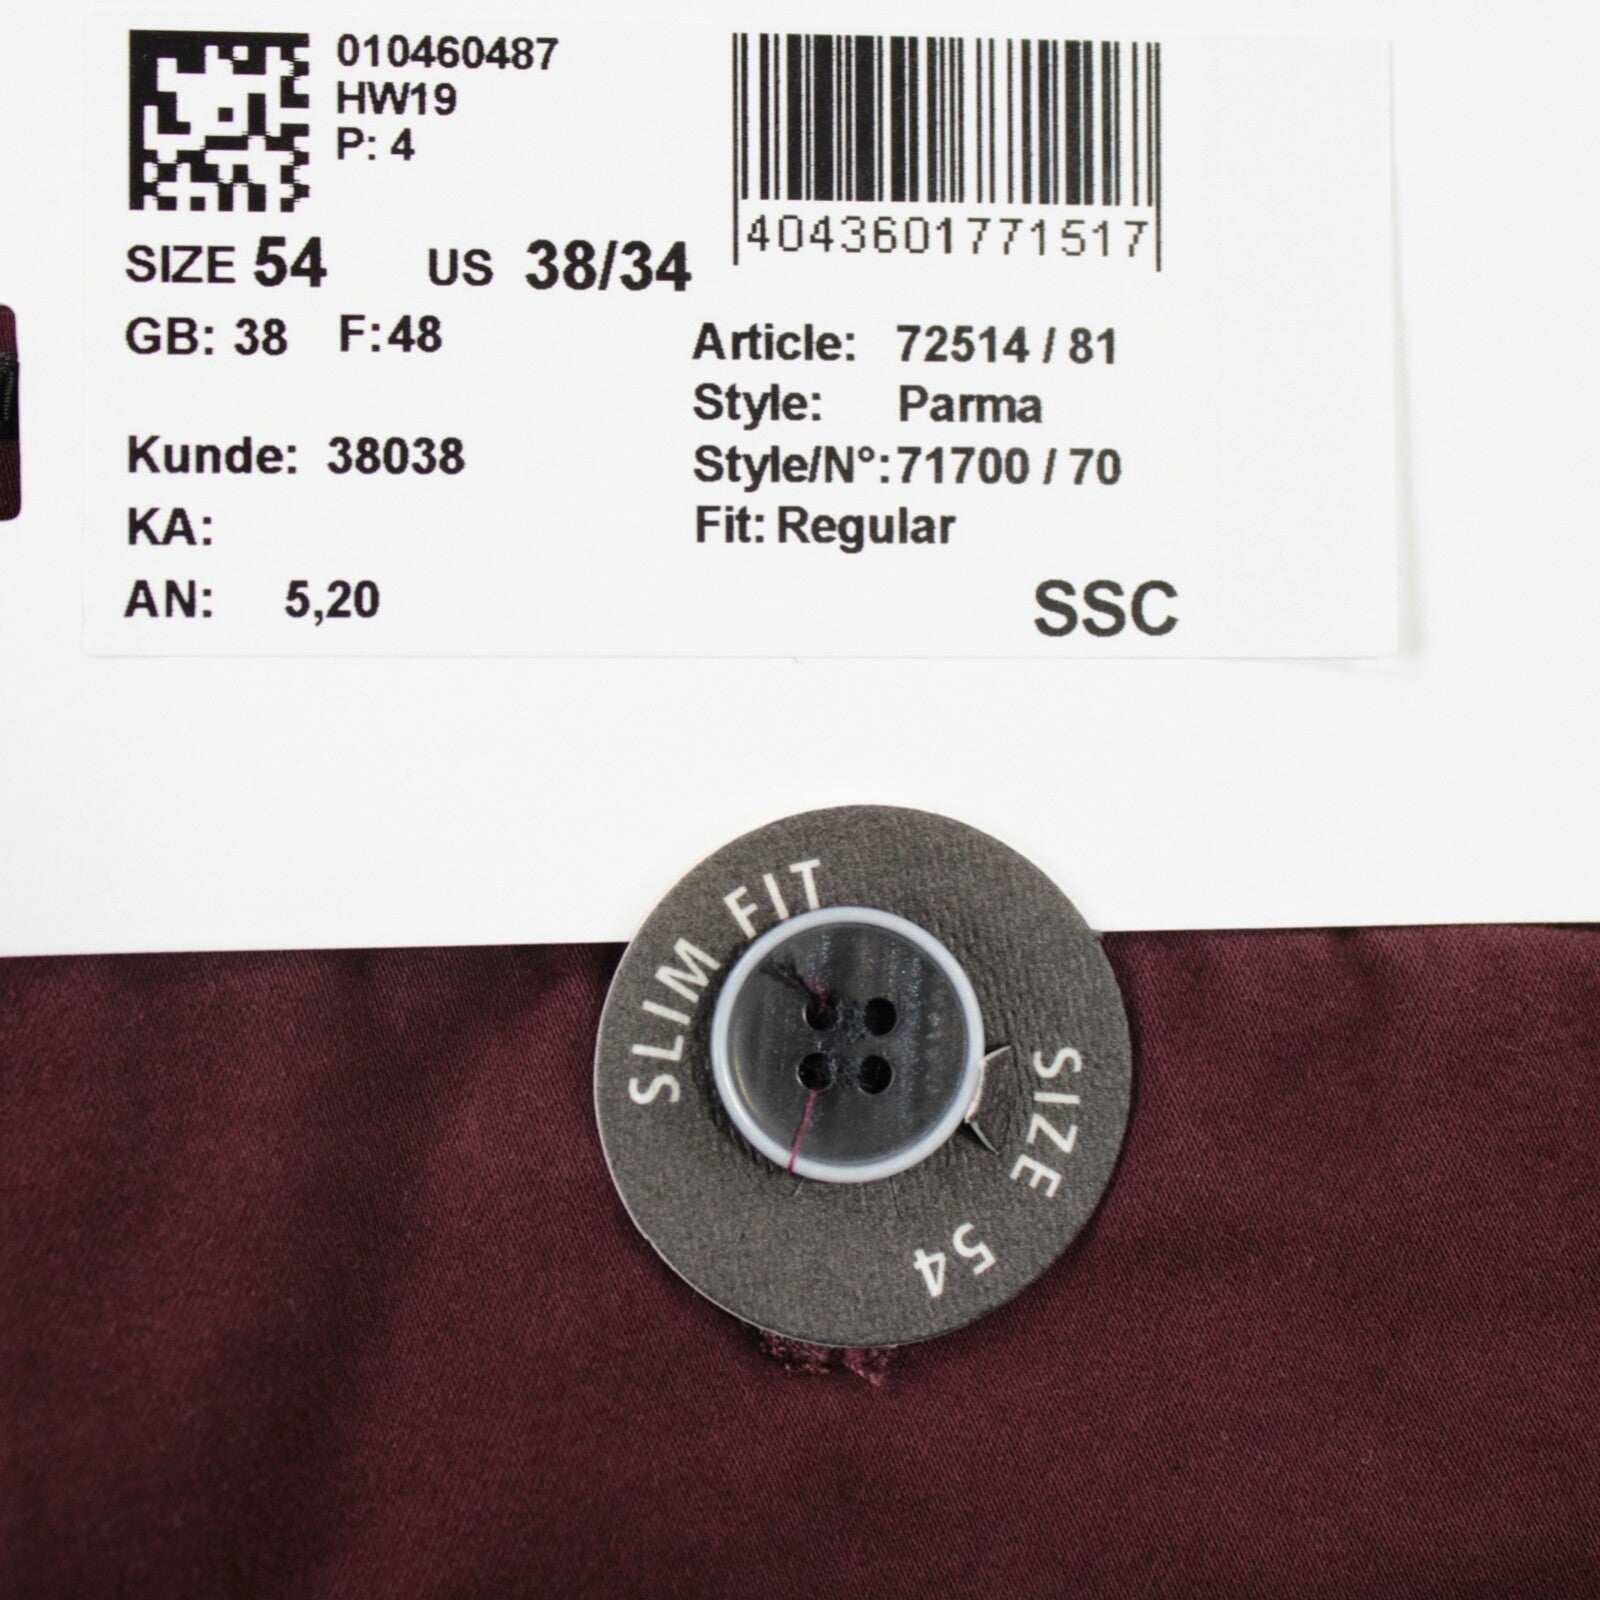 010460487
HW19
P: 4
4043601771517
SIZE 54 US 38/34
GB: 38 F:48
Article: 72514 / 81
Style: Parma
Kunde: 38038
Style/N°:71700 / 70
KA:
Fit: Regular
AN: 5,20
SSC
SLIM FIT
SIZE 54